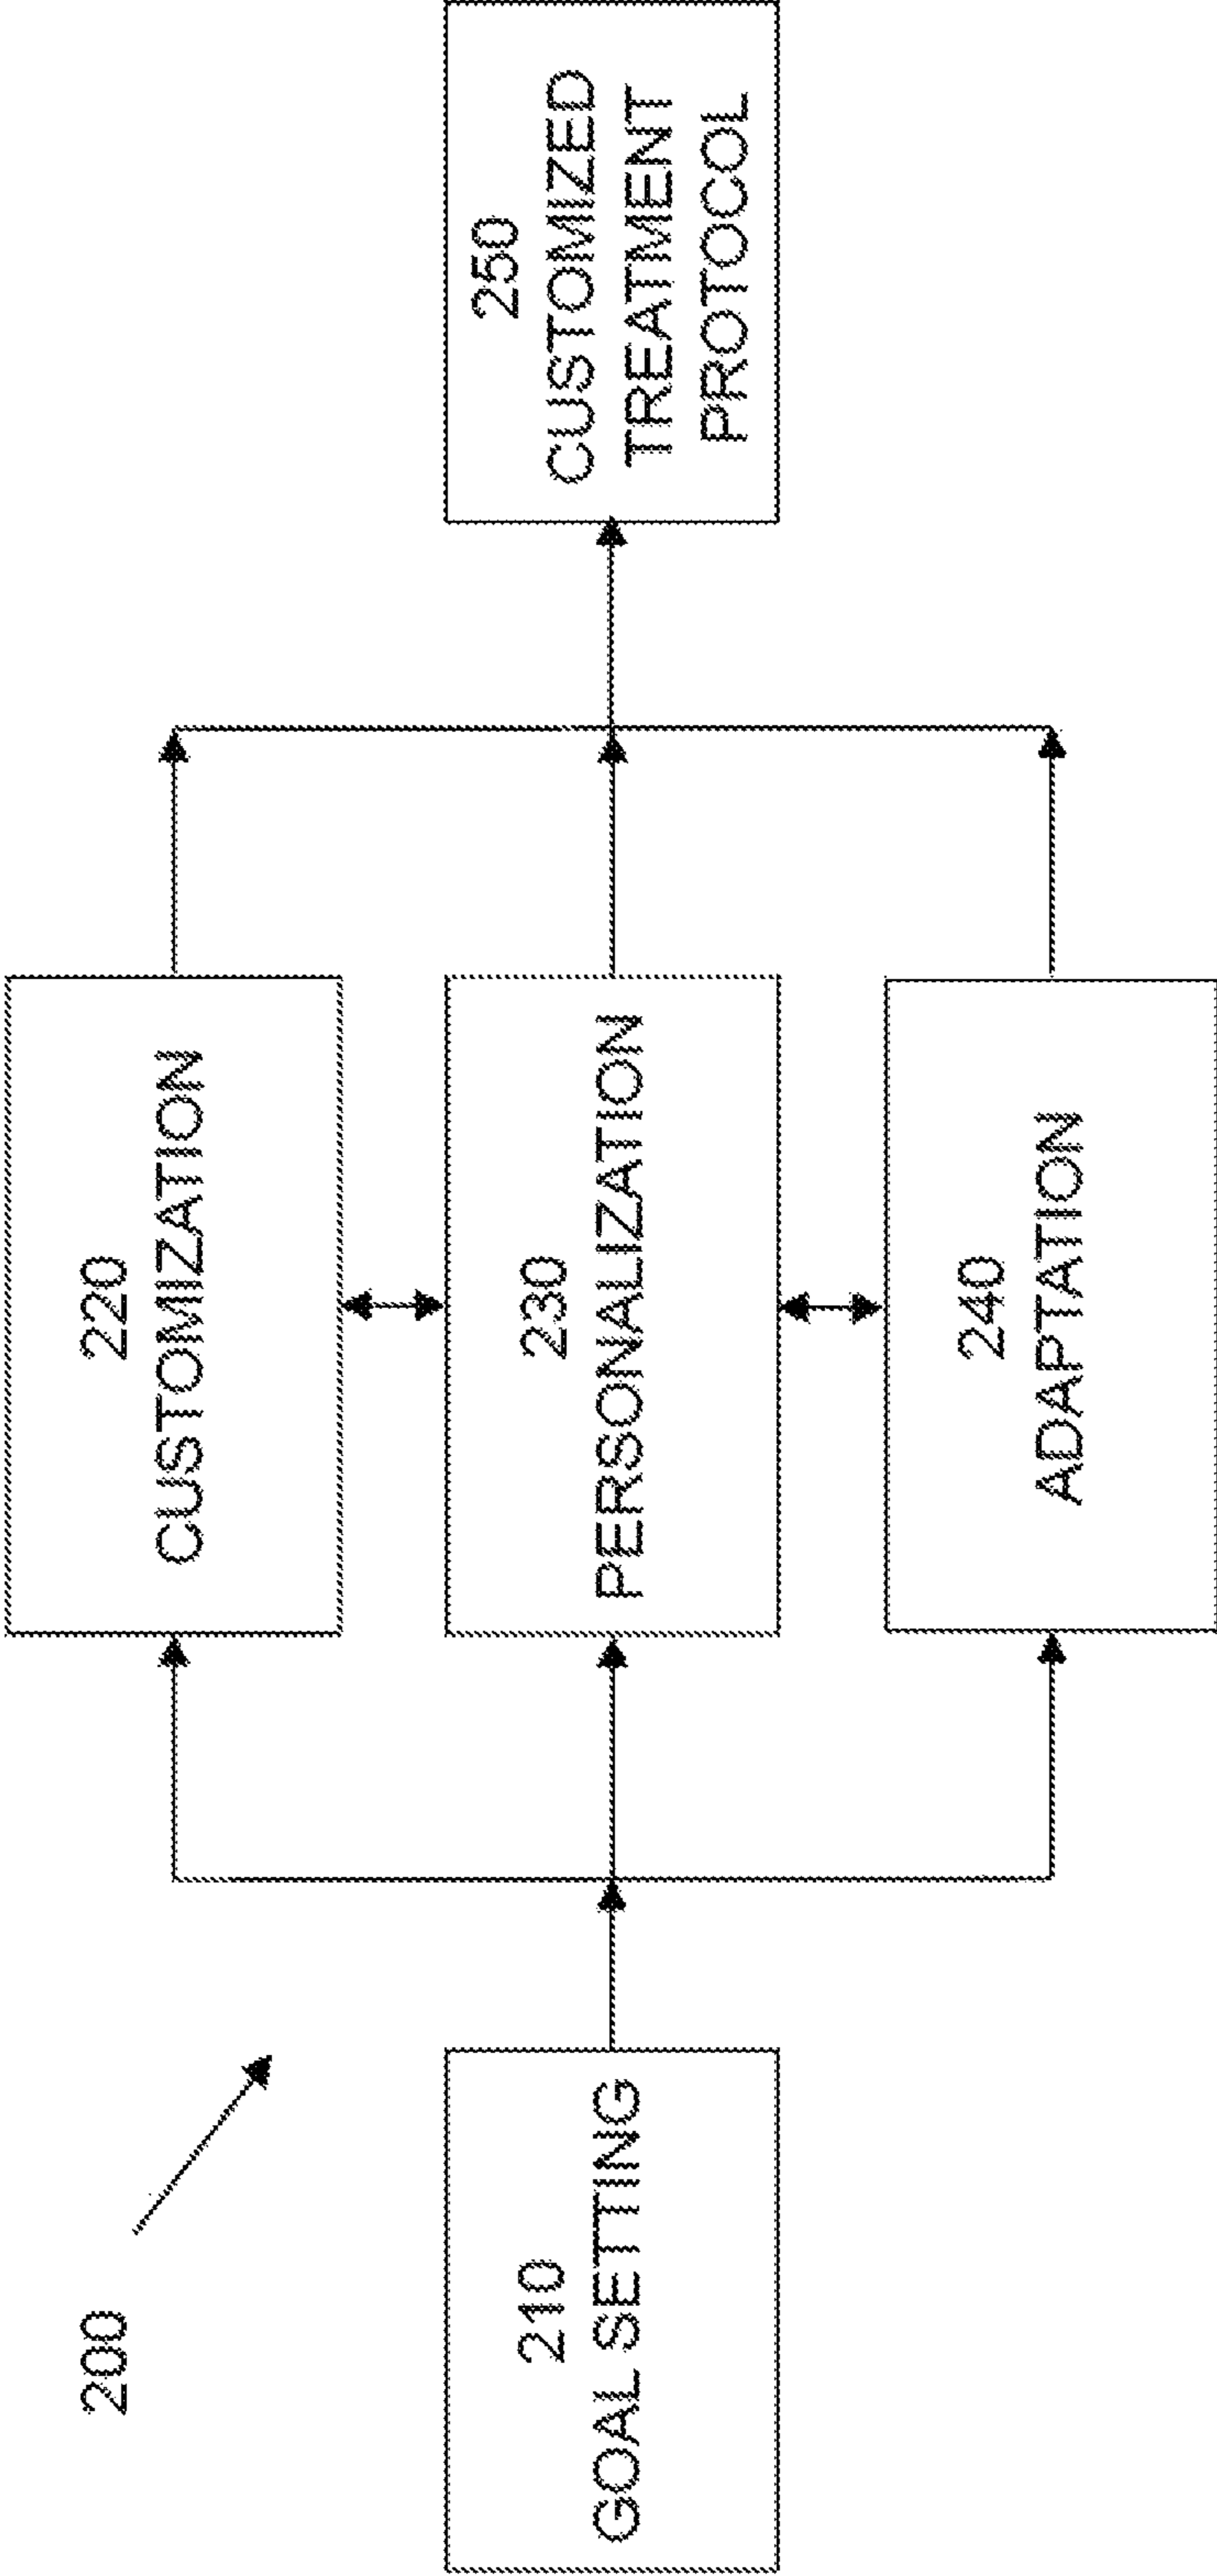 200
210
GOAL SETTING
220
CUSTOMIZATION
230
PERSONALIZATION
240
ADAPTATION
250
CUSTOMIZED
TREATMENT
PROTOCOL